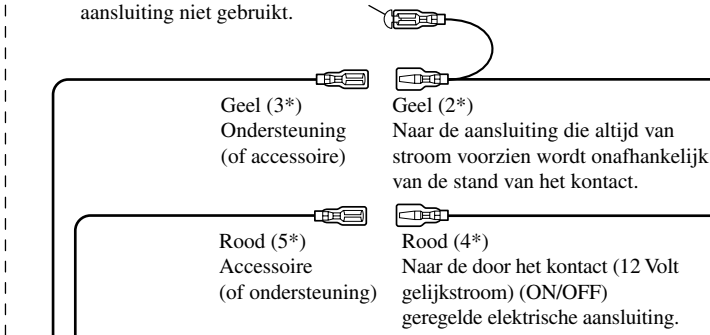 aansluiting niet gebruikt.
Geel (3*)
Ondersteuning
(of accessoire)
Geel (2*)
Naar de aansluiting die altijd van
stroom voorzien wordt onafhankelijk
van de stand van het kontact.
Rood (5*)
Accessoire
(of ondersteuning)
Rood (4*)
Naar de door het kontact (12 Volt
gelijkstroom) (ON/OFF)
geregelde elektrische aansluiting.